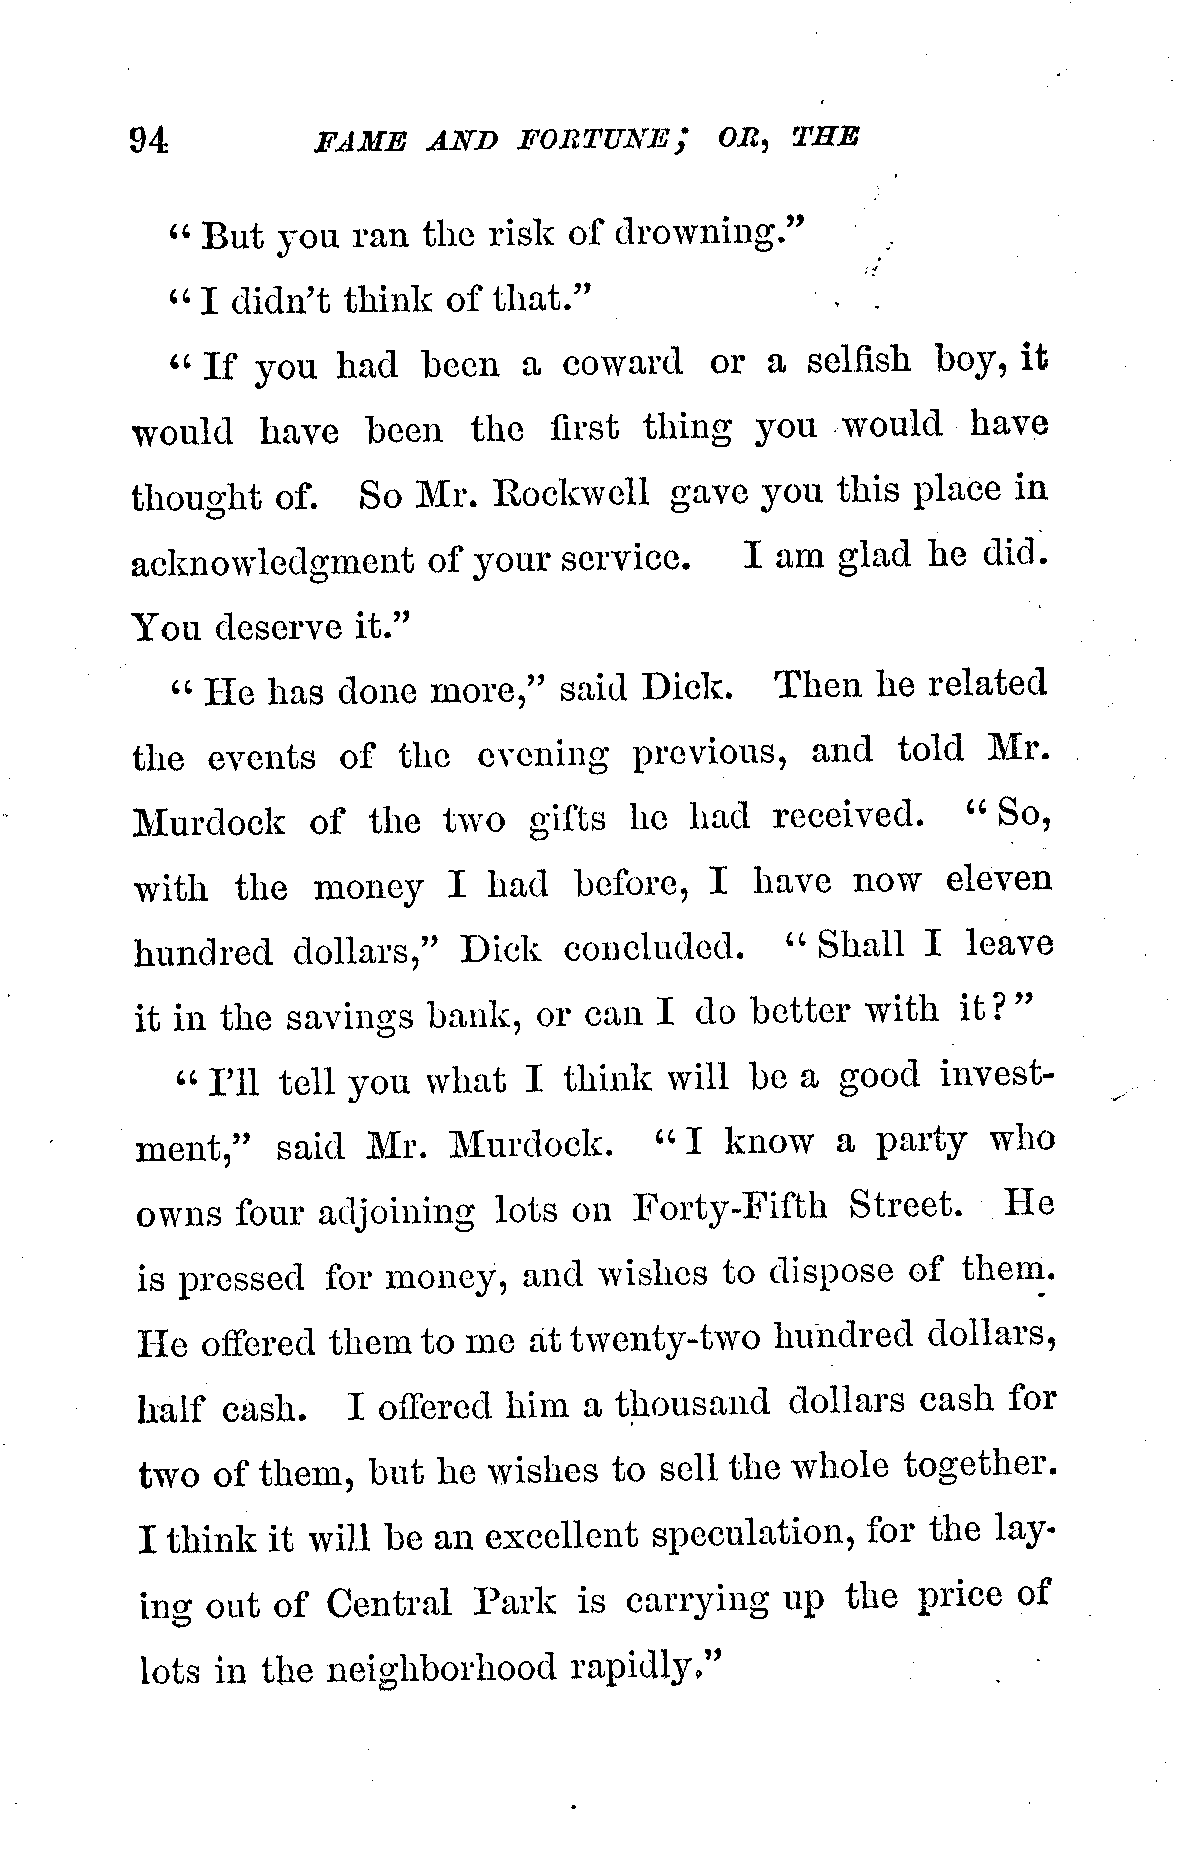 94 FAME AND FORTUNE; OR, THE
" But you ran the risk of drowning."
" I didn't think of that."
" If you had been a coward or a selfish boy, it
would have been the first thing you would have
thought of. So Mr. Rockwell gave you this place in
acknowledgment of your service. I am glad he did.
You deserve it."
" He has done more," said Dick. Then he related
the events of the evening previous, and told Mr.
Murdock of the two gifts he had received. " So,
with the money I had before, I have now eleven
hundred dollars," Dick concluded. " Shall I leave
it in the savings bank, or can I do better with it?"
" I'll tell you what I think will be a good invest-
ment," said Mr. Murdock. " I know a party who
owns four adjoining lots on Forty-Fifth Street. He
is pressed for money, and wishes to dispose of them.
He offered them to me at twenty-two hundred dollars,
half cash. I offered him a thousand dollars cash for
two of them, but he wishes to sell the whole together.
I think it will be an excellent speculation, for the lay-
ing out of Central Park is carrying up the price of
lots in the neighborhood rapidly."